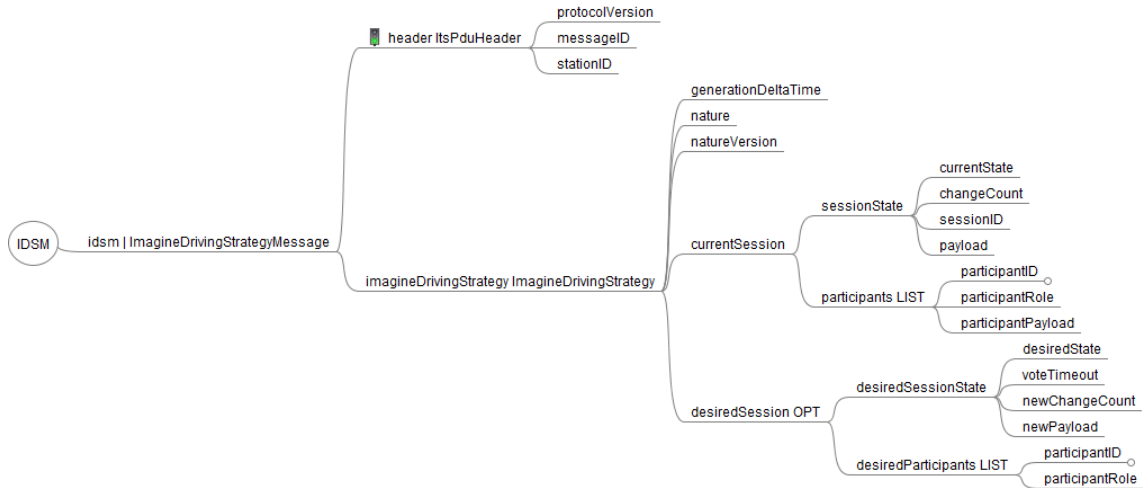 protocolVersion
header ItsPduHeader
messageID
stationID
generationDeltaTime
nature
natureVersion
currentState
sessionState
changeCount
sessionID
IDSM
idsm | ImagineDrivingStrategyMessage
currentSession
payload
participantID
imagineDrivingStrategy ImagineDrivingStrategy
participants LIST
participantRole
participantPayload
desiredState
voteTimeout
desiredSessionState
newChangeCount
desiredSession OPT
newPayload
participantID
desiredParticipants LIST
participantRole